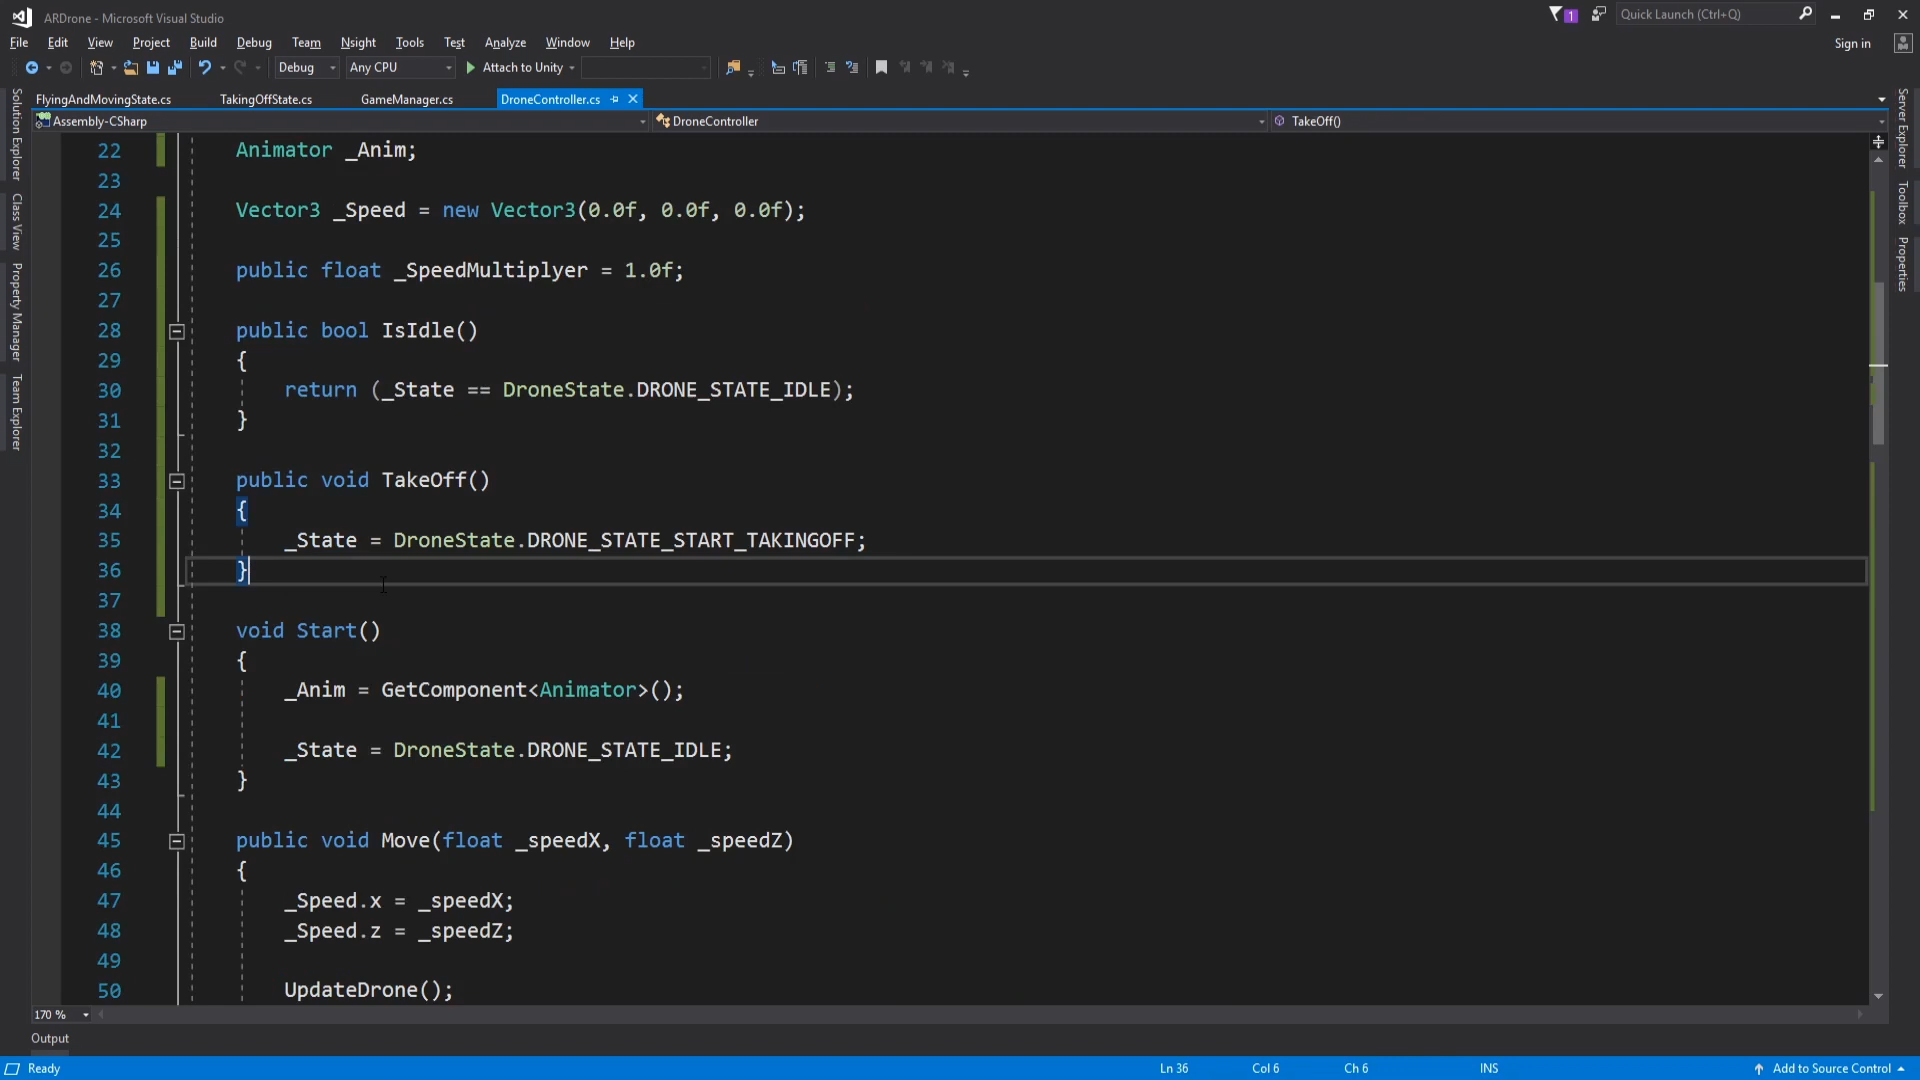 ARDrone - Microsoft Visual Studio
1
Quick Launch (Ctrl+Q)
File Edit View Project Build Debug Team Nsight Tools Test Analyze Window Help
Sign in
Debug Any CPU Attach to Unity
FlyingAndMovingState.cs TakingOffState.cs GameManager.cs DroneController.cs
Assembly-CSharp DroneController TakeOff()
Solution Explorer
Class View
Property Manager
Team Explorer
Server Explorer
Toolbox
Properties
22 Animator _Anim;
23
24 Vector3 _Speed = new Vector3(0.0f, 0.0f, 0.0f);
25
26 public float _SpeedMultiplyer = 1.0f;
27
28 public bool IsIdle()
29 {
30 return (_State == DroneState.DRONE_STATE_IDLE);
31 }
32
33 public void TakeOff()
34 {
35 _State = DroneState.DRONE_STATE_START_TAKINGOFF;
36 }
37
38 void Start()
39 {
40 _Anim = GetComponent<Animator>();
41
42 _State = DroneState.DRONE_STATE_IDLE;
43 }
44
45 public void Move(float _speedX, float _speedZ)
46 {
47 _Speed.x = _speedX;
48 _Speed.z = _speedZ;
49
50 UpdateDrone();
170 %
Output
Ready Ln 36 Col 6 Ch 6 INS Add to Source Control